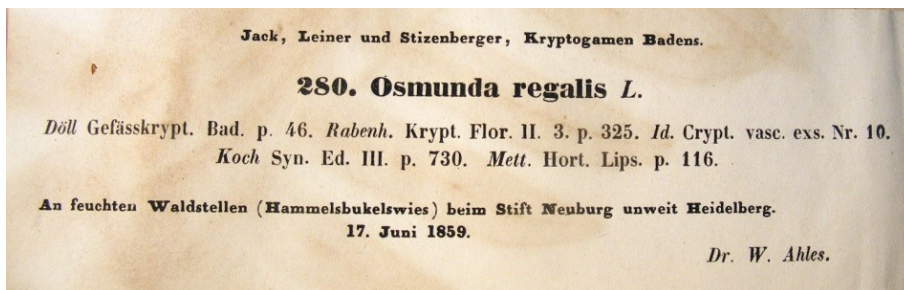 Jack, Leiner und Stizenberger, Kryptogamen Badens.
280. Osmunda regalis L.
Döll Gefässkrypt. Bad. p. 46. Rabenh. Krypt. Flor. II. 3. p. 325. Id. Crypt. vasc. exs. Nr. 10.
Koch Syn. Ed. III. p. 730. Mett. Hort. Lips. p. 116.
An feuchten Waldstellen (Hammelsbukelswies) beim Stift Neuburg unweit Heidelberg.
17. Juni 1859.
Dr. W. Ahles.